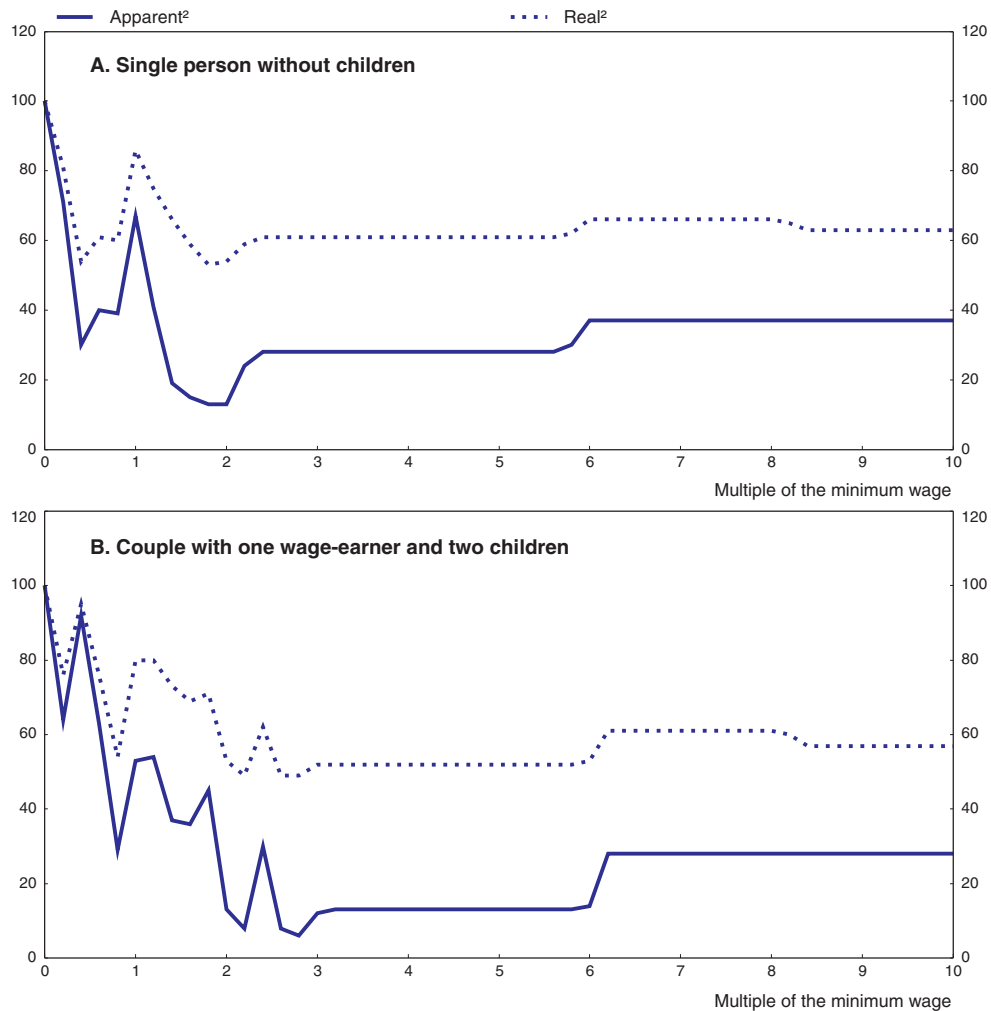 Apparent² Real²
120 120
A. Single person without children
100 100
80 80
60 60
40 40
20 20
0 0
0 1 2 3 4 5 6 7 8 9 10
Multiple of the minimum wage
120 120
B. Couple with one wage-earner and two children
100 100
80 80
60 60
40 40
20 20
0 0
0 1 2 3 4 5 6 7 8 9 10
Multiple of the minimum wage